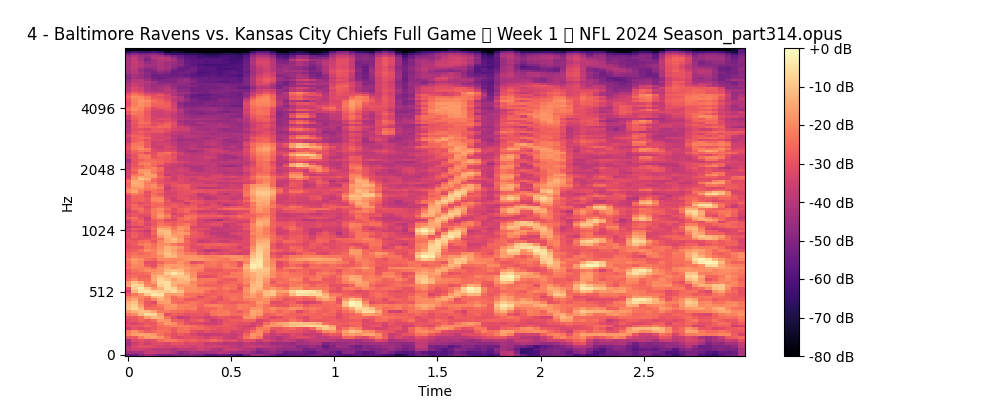 4 - Baltimore Ravens vs. Kansas City Chiefs Full Game ▯ Week 1 ▯ NFL 2024 Season_part314.opus
+0 dB
-10 dB
-20 dB
-30 dB
-40 dB
-50 dB
-60 dB
-70 dB
-80 dB
4096
2048
1024
512
0
Hz
0 0.5 1 1.5 2 2.5
Time